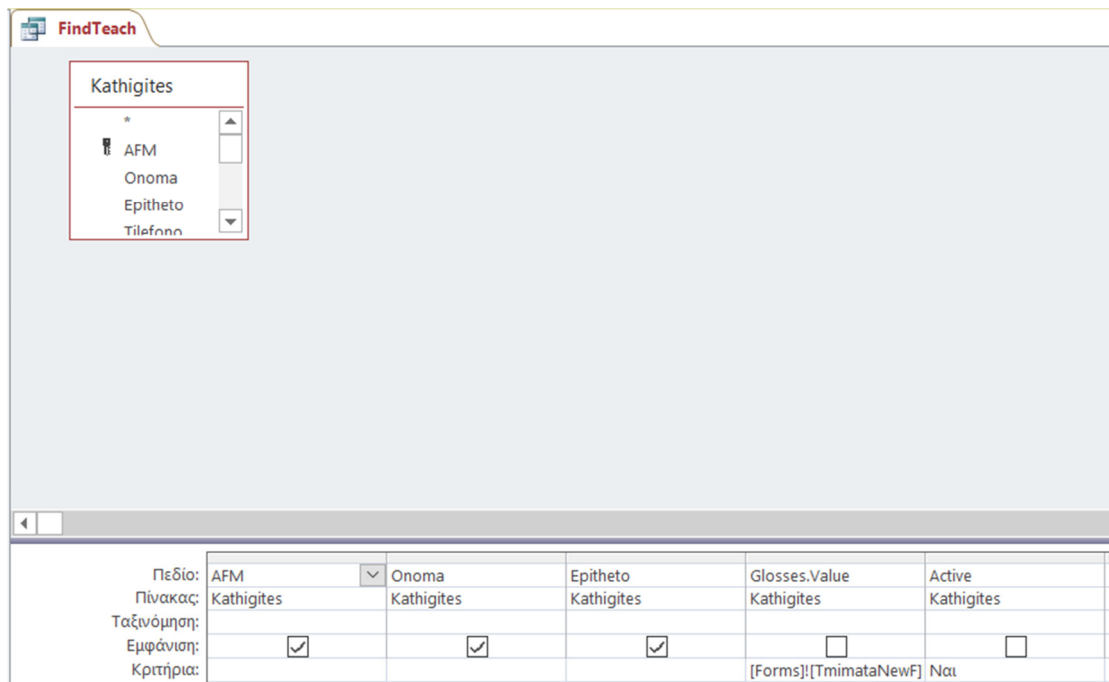 FindTeach
Kathigites
*
AFM
Onoma
Epitheto
Tilefono
Πεδίο: AFM Onoma Epitheto Glosses.Value Active
Πίνακας: Kathigites Kathigites Kathigites Kathigites Kathigites
Ταξινόμηση:
Εμφάνιση:
Κριτήρια: [Forms]![TmimataNewF] Ναι